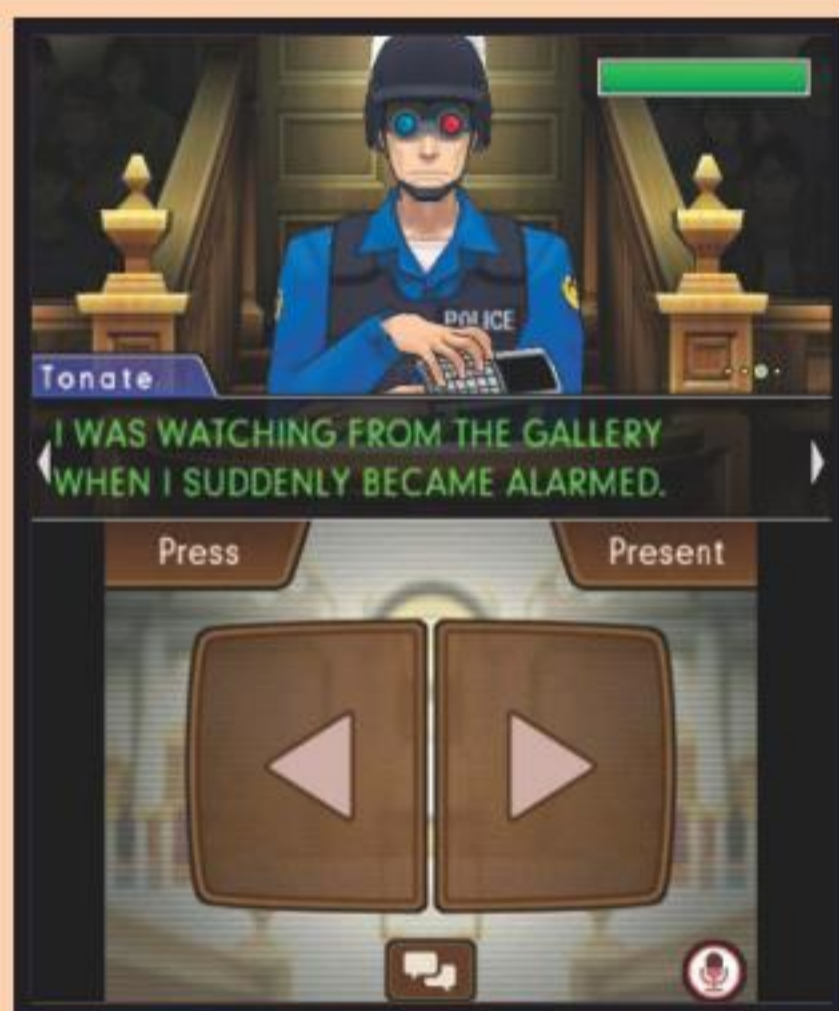 POLICE
Tonate
I WAS WATCHING FROM THE GALLERY
WHEN I SUDDENLY BECAME ALARMED.
Press
Present